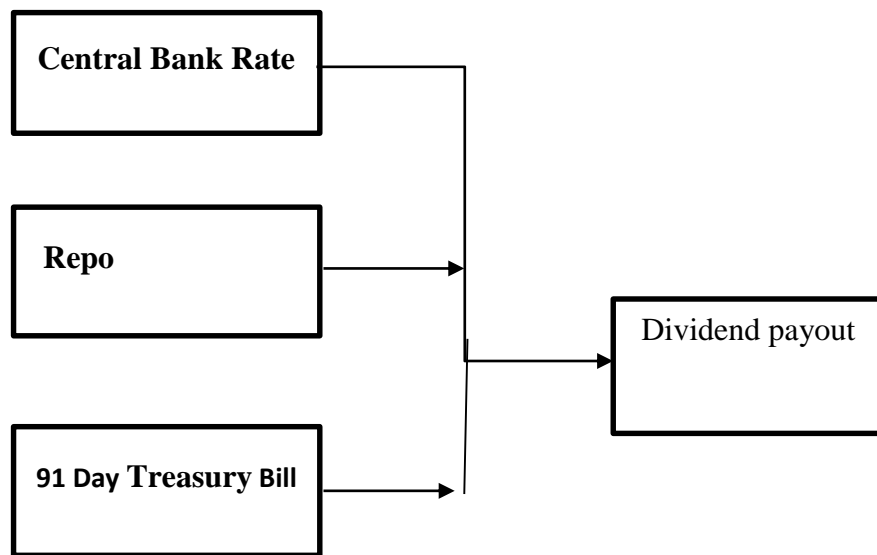 Central Bank Rate
Repo
Dividend payout
91 Day Treasury Bill